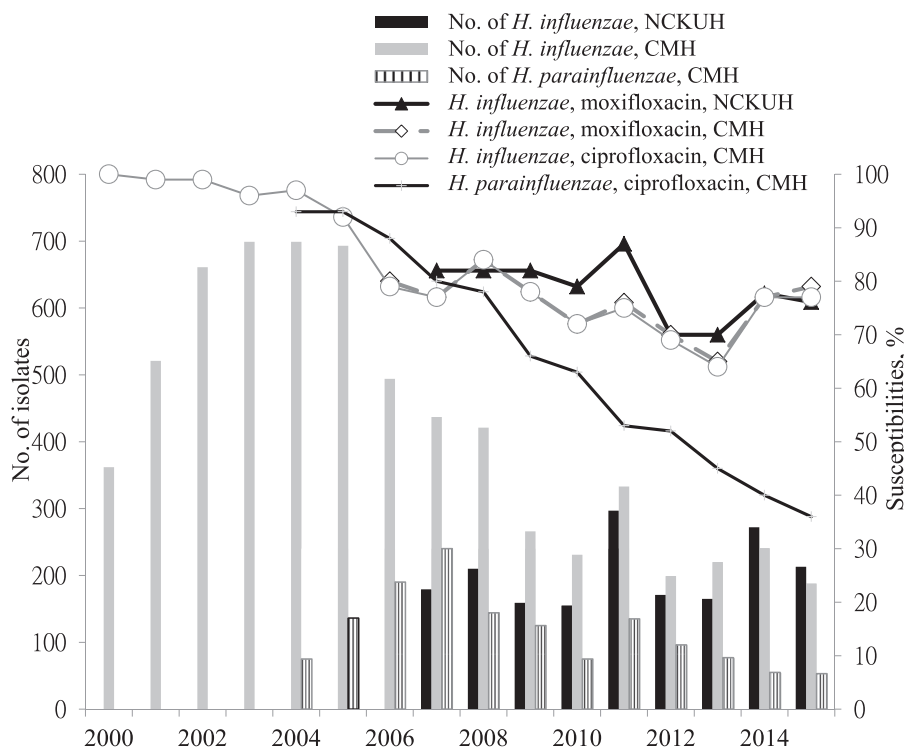 No. of H. influenzae, NCKUH
No. of H. influenzae, CMH
No. of H. parainfluenzae, CMH
H. influenzae, moxifloxacin, NCKUH
H. influenzae, moxifloxacin, CMH
H. influenzae, ciprofloxacin, CMH
H. parainfluenzae, ciprofloxacin, CMH
800
700
600
500
400
300
200
100
0
No. of isolates
100
90
80
70
60
50
40
30
20
10
0
Susceptibilities, %
2000 2002 2004 2006 2008 2010 2012 2014